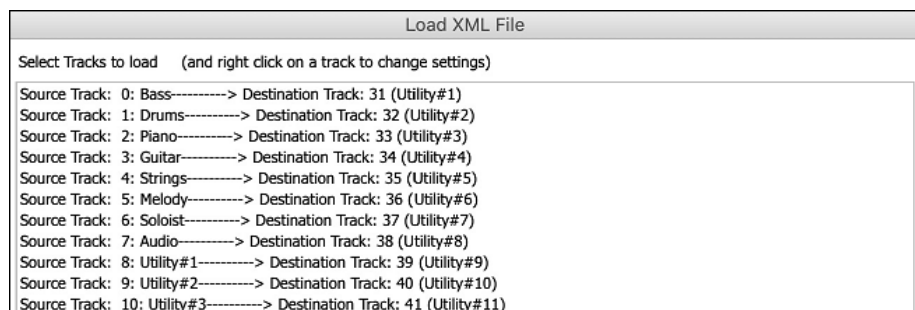 Load XML File
Select Tracks to load (and right click on a track to change settings)
Source Track: 0: Bass----------> Destination Track: 31 (Utility#1)
Source Track: 1: Drums----------> Destination Track: 32 (Utility#2)
Source Track: 2: Piano----------> Destination Track: 33 (Utility#3)
Source Track: 3: Guitar----------> Destination Track: 34 (Utility#4)
Source Track: 4: Strings----------> Destination Track: 35 (Utility#5)
Source Track: 5: Melody----------> Destination Track: 36 (Utility#6)
Source Track: 6: Soloist----------> Destination Track: 37 (Utility#7)
Source Track: 7: Audio----------> Destination Track: 38 (Utility#8)
Source Track: 8: Utility#1----------> Destination Track: 39 (Utility#9)
Source Track: 9: Utility#2----------> Destination Track: 40 (Utility#10)
Source Track: 10: Utility#3----------> Destination Track: 41 (Utility#11)